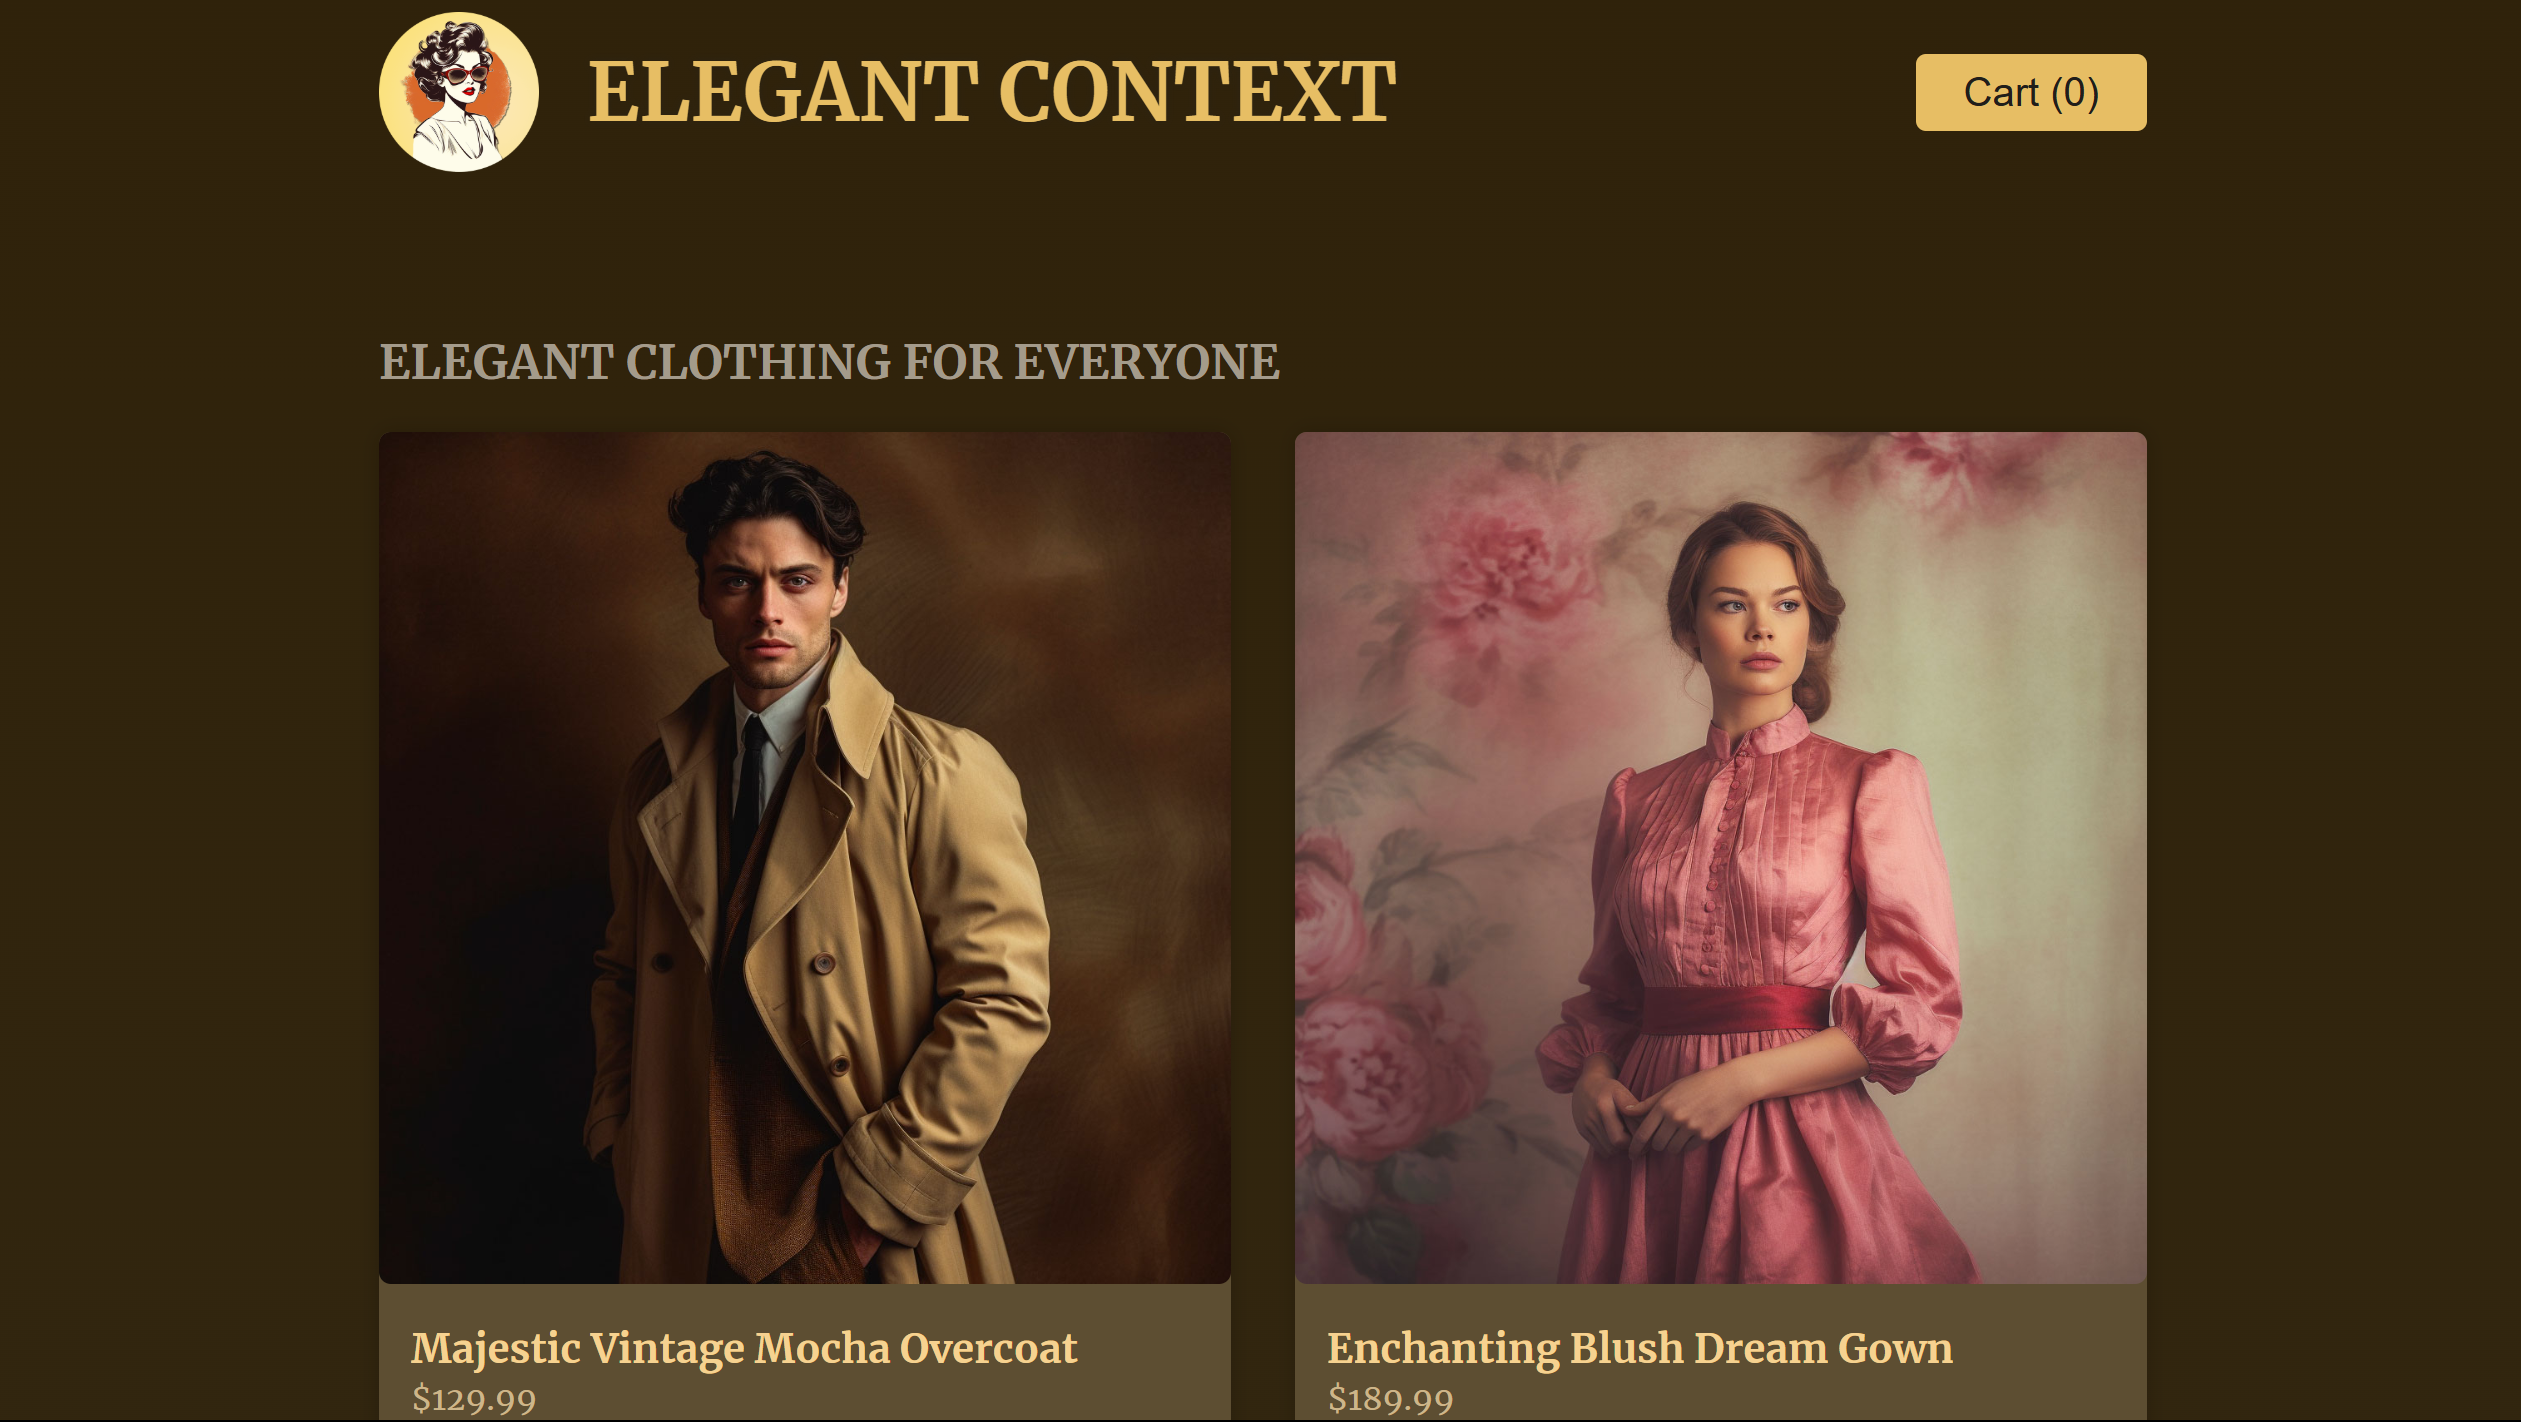 ELEGANT CONTEXT
Cart (0)
ELEGANT CLOTHING FOR EVERYONE
Majestic Vintage Mocha Overcoat
$129.99
Enchanting Blush Dream Gown
$189.99